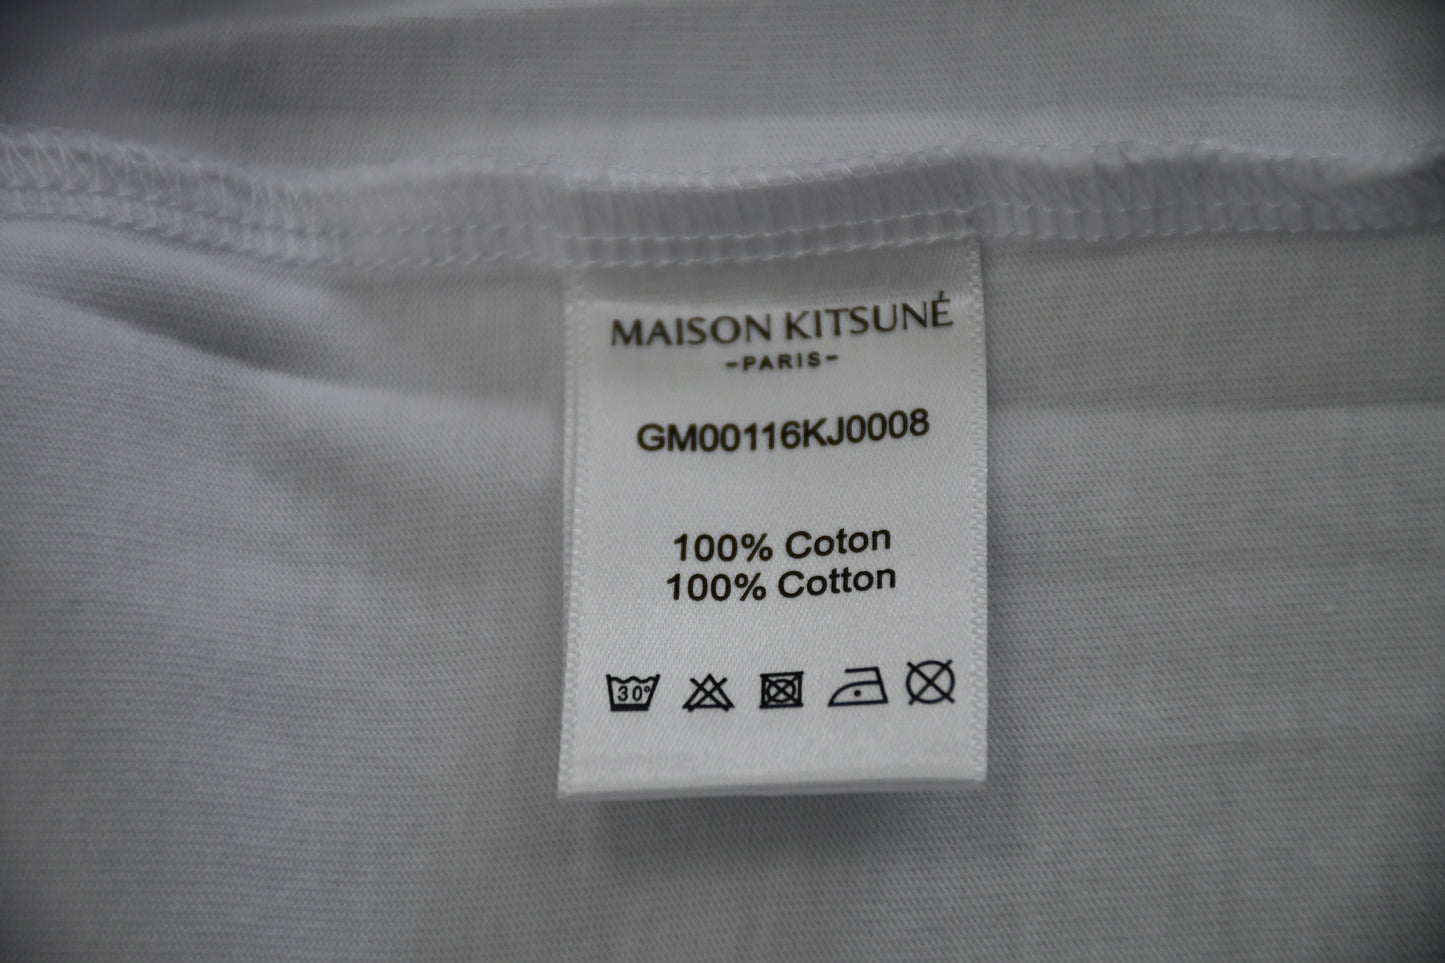 MAISON KITSUNÉ
-PARIS-
GM00116KJ0008
100% Coton
100% Cotton
30°